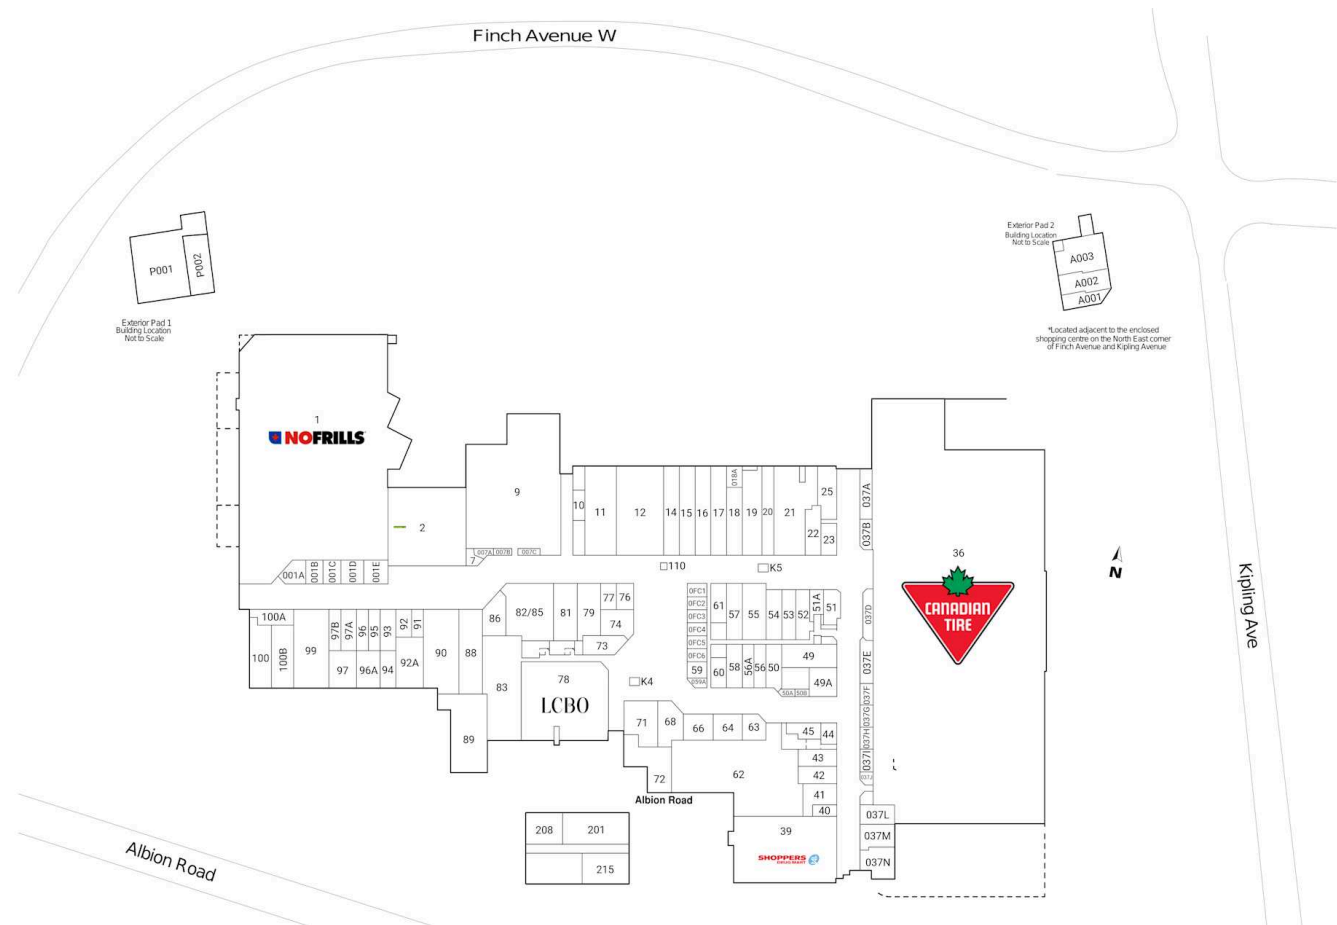 Finch Avenue W
P001
P002
Exterior Pad 1
Building Location
Not to Scale
Exterior Pad 2
Building Location
Not to Scale
A003
A002
A001
*Located adjacent to the enclosed
shopping centre on the North East corner
of Finch Avenue and Kipling Avenue
1
NOFRILLS
2
9
7
007A
007B
007C
001A
001B
001C
001D
001E
10
11
12
14
15
16
17
018A
18
19
20
21
22
23
25
037A
037B
110
K5
36
CANADIAN
TIRE
N
Kipling Ave
100A
100
100B
99
97B
97A
96
95
93
92
91
97
96A
94
92A
90
88
86
82/85
81
79
77
76
74
73
83
89
78
LCBO
K4
0FC1
0FC2
0FC3
0FC4
0FC5
0FC6
59
059A
61
57
55
54
53
52
51A
51
60
58
56A
56
50
49
49A
50A
50B
037D
037E
037F
037G
037H
037I
037J
037L
037M
037N
71
68
66
64
63
72
62
45
44
43
42
41
40
39
SHOPPERS
DRUG MART
Albion Road
208
201
215
Albion Road